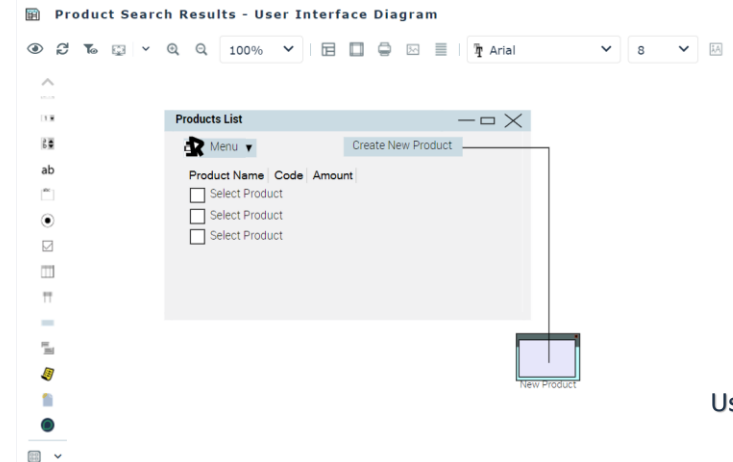 Product Search Results - User Interface Diagram
100% Arial 8
Products List
Menu Create New Product
ab
Product Name Code Amount
Select Product
Select Product
Select Product
New Product
Us